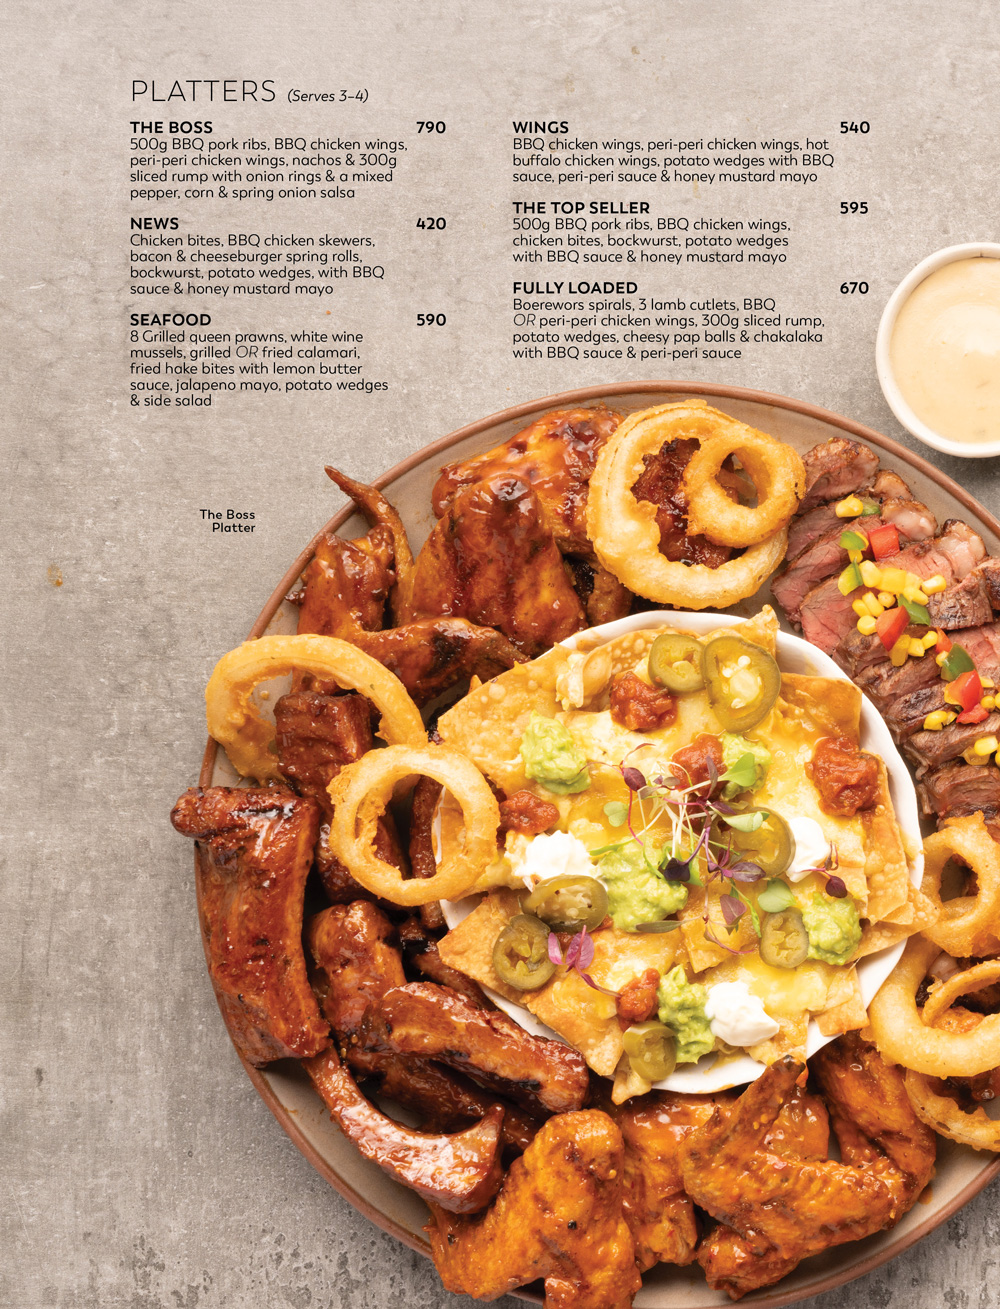 PLATTERS (Serves 3–4)
THE BOSS 790
500g BBQ pork ribs, BBQ chicken wings,
peri-peri chicken wings, nachos & 300g
sliced rump with onion rings & a mixed
pepper, corn & spring onion salsa
NEWS 420
Chicken bites, BBQ chicken skewers,
bacon & cheeseburger spring rolls,
bockwurst, potato wedges, with BBQ
sauce & honey mustard mayo
SEAFOOD 590
8 Grilled queen prawns, white wine
mussels, grilled OR fried calamari,
fried hake bites with lemon butter
sauce, jalapeno mayo, potato wedges
& side salad
WINGS 540
BBQ chicken wings, peri-peri chicken wings, hot
buffalo chicken wings, potato wedges with BBQ
sauce, peri-peri sauce & honey mustard mayo
THE TOP SELLER 595
500g BBQ pork ribs, BBQ chicken wings,
chicken bites, bockwurst, potato wedges
with BBQ sauce & honey mustard mayo
FULLY LOADED 670
Boerewors spirals, 3 lamb cutlets, BBQ
OR peri-peri chicken wings, 300g sliced rump,
potato wedges, cheesy pap balls & chakalaka
with BBQ sauce & peri-peri sauce
The Boss
Platter